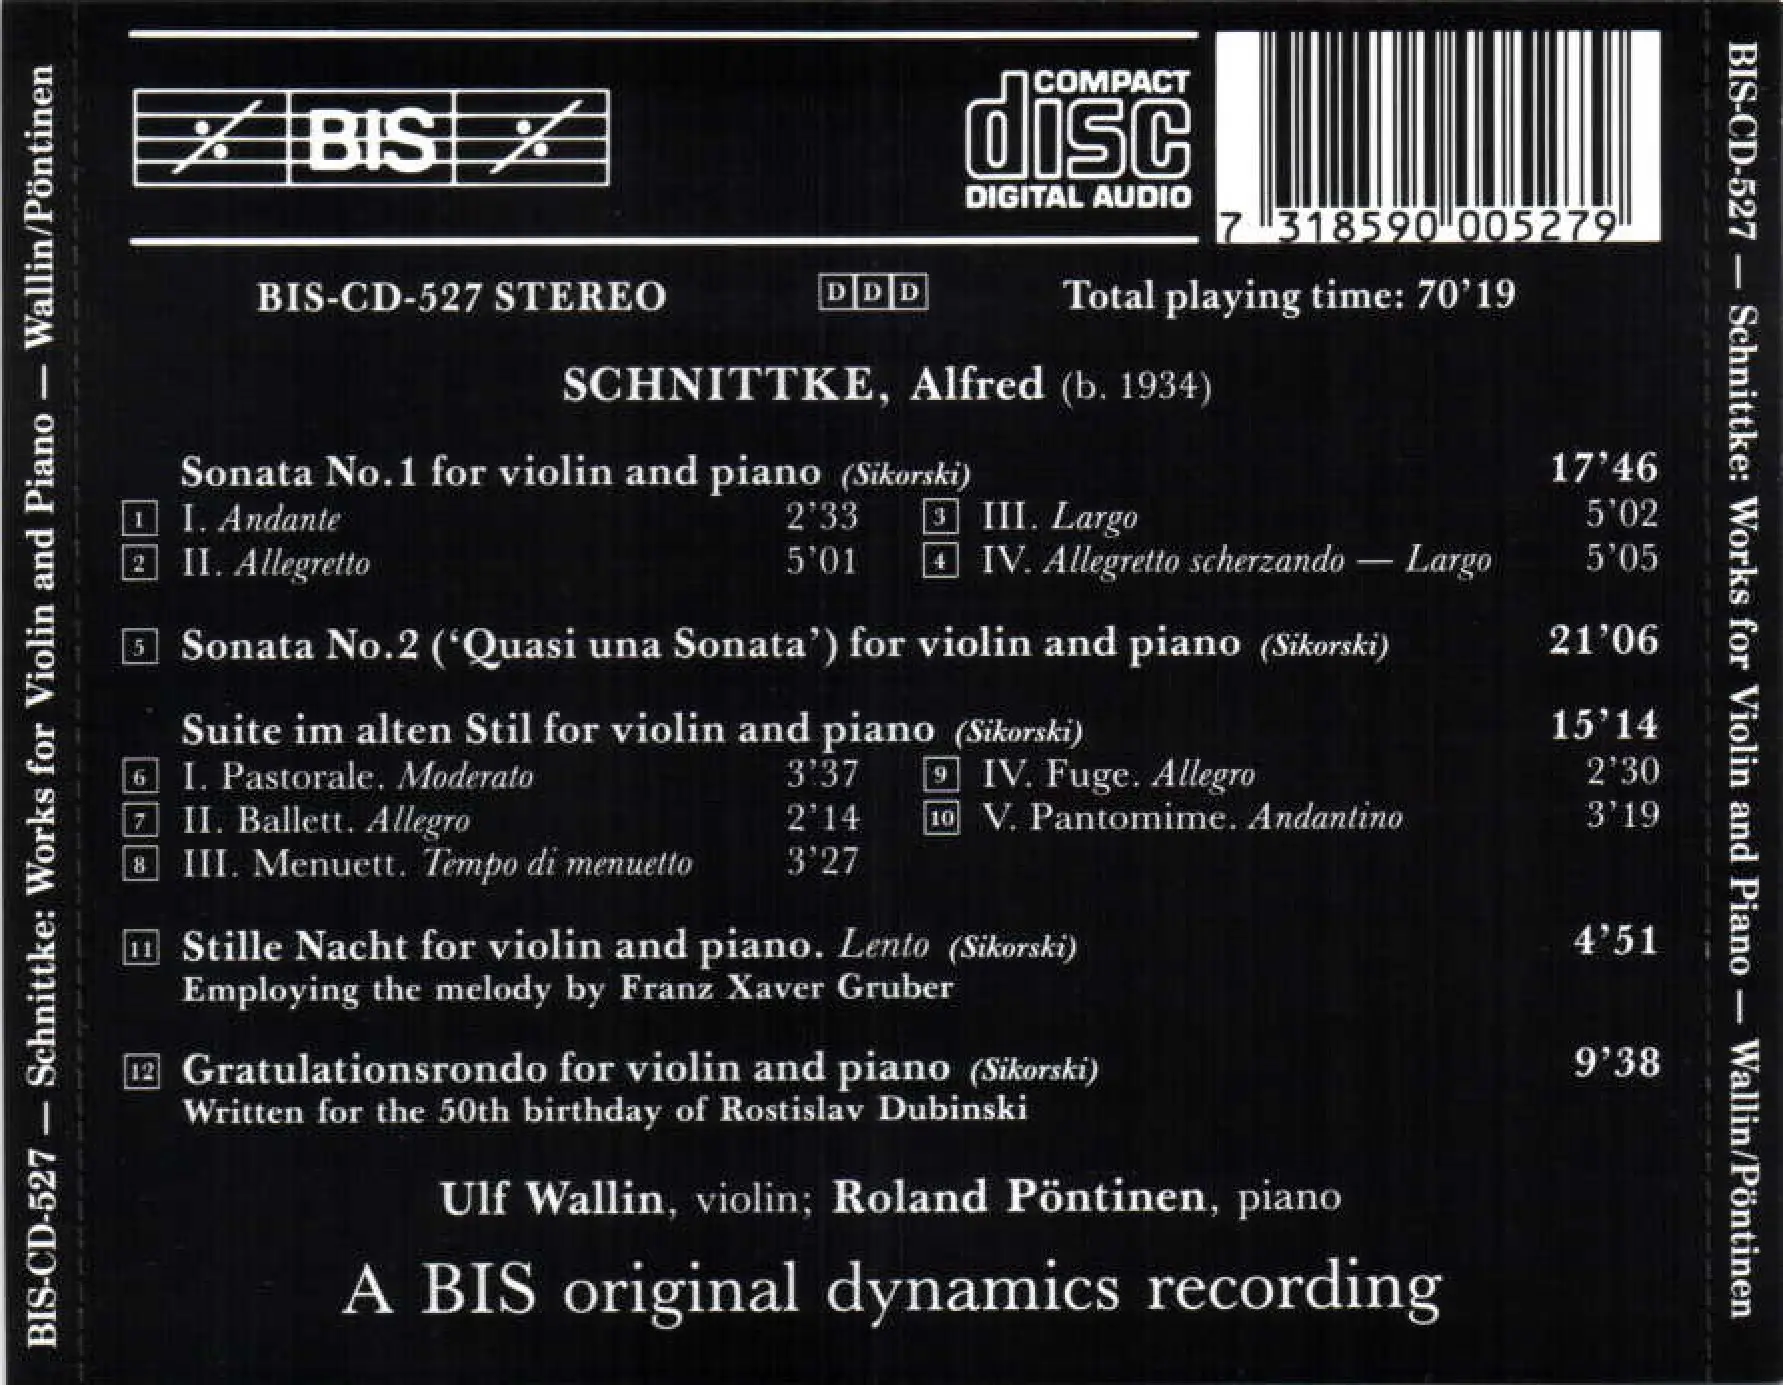 BIS-CD-527 — Schnittke: Works for Violin and Piano — Wallin/Pöntinen
BIS
COMPACT
disc
DIGITAL AUDIO
7 318590 005279
BIS-CD-527 STEREO D D D Total playing time: 70'19
SCHNITTKE, Alfred (b. 1934)
Sonata No.1 for violin and piano (Sikorski) 17'46
1 I. Andante 2'33 3 III. Largo 5'02
2 II. Allegretto 5'01 4 IV. Allegretto scherzando — Largo 5'05
5 Sonata No.2 (‘Quasi una Sonata’) for violin and piano (Sikorski) 21'06
Suite im alten Stil for violin and piano (Sikorski) 15'14
6 I. Pastorale. Moderato 3'37 9 IV. Fuge. Allegro 2'30
7 II. Ballett. Allegro 2'14 10 V. Pantomime. Andantino 3'19
8 III. Menuett. Tempo di menuetto 3'27
11 Stille Nacht for violin and piano. Lento (Sikorski) 4'51
Employing the melody by Franz Xaver Gruber
12 Gratulationsrondo for violin and piano (Sikorski) 9'38
Written for the 50th birthday of Rostislav Dubinski
Ulf Wallin, violin; Roland Pöntinen, piano
A BIS original dynamics recording
BIS-CD-527 — Schnittke: Works for Violin and Piano — Wallin/Pöntinen